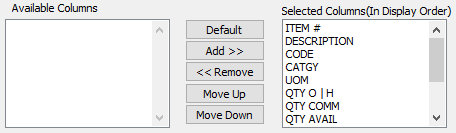 Available Columns
Selected Columns(In Display Order)
Default
Add >>
<< Remove
Move Up
Move Down
ITEM #
DESCRIPTION
CODE
CATGY
UOM
QTY O | H
QTY COMM
QTY AVAIL